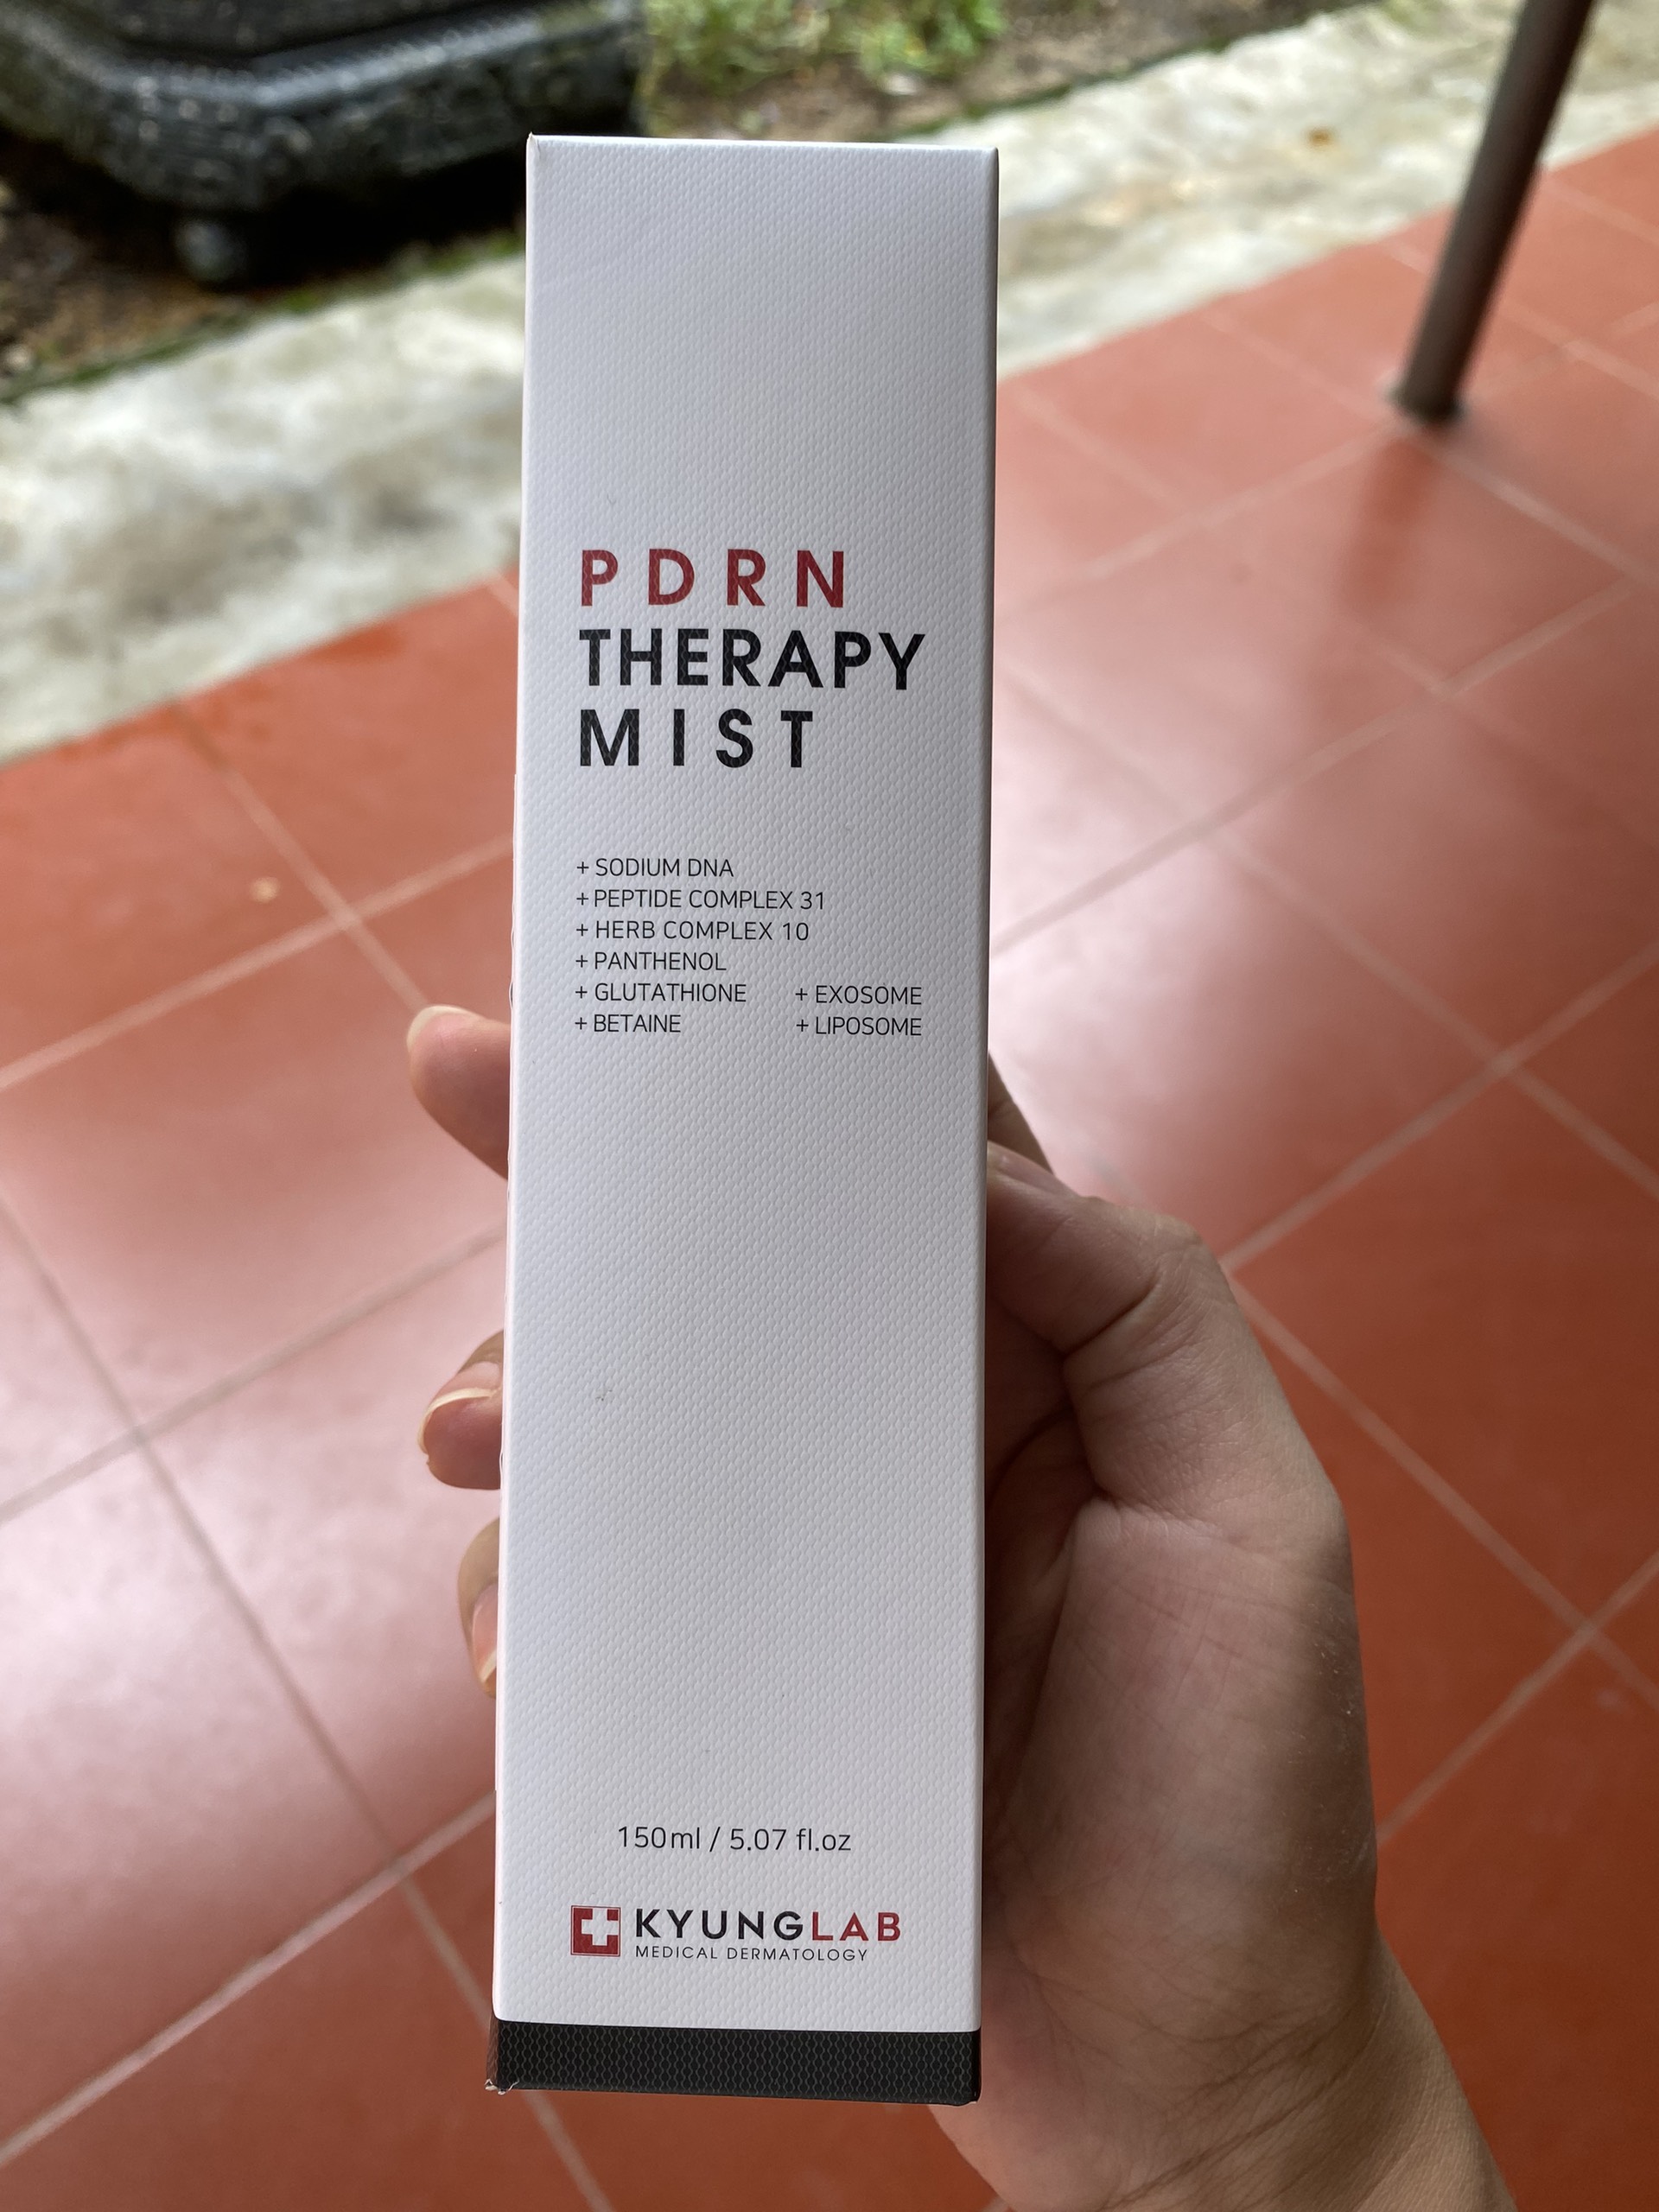 PDRN
THERAPY
MIST
+ SODIUM DNA
+ PEPTIDE COMPLEX 31
+ HERB COMPLEX 10
+ PANTHENOL
+ GLUTATHIONE + EXOSOME
+ BETAINE + LIPOSOME
150ml / 5.07 fl.oz
KYUNGLAB
MEDICAL DERMATOLOGY